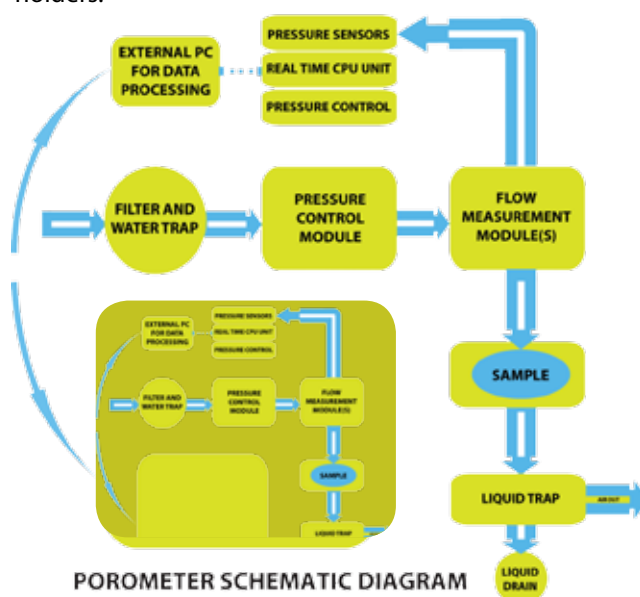 holders.
PRESSURE SENSORS
EXTERNAL PC
FOR DATA
PROCESSING
REAL TIME CPU UNIT
PRESSURE CONTROL
FILTER AND
WATER TRAP
PRESSURE
CONTROL
MODULE
FLOW
MEASUREMENT
MODULE(S)
SAMPLE
LIQUID TRAP
AIR OUT
LIQUID
DRAIN
PRESSURE SENSORS
EXTERNAL PC
FOR DATA
PROCESSING
REAL TIME CPU UNIT
PRESSURE CONTROL
FILTER AND
WATER TRAP
PRESSURE
CONTROL
MODULE
FLOW
MEASUREMENT
MODULE(S)
SAMPLE
LIQUID TRAP
POROMETER SCHEMATIC DIAGRAM